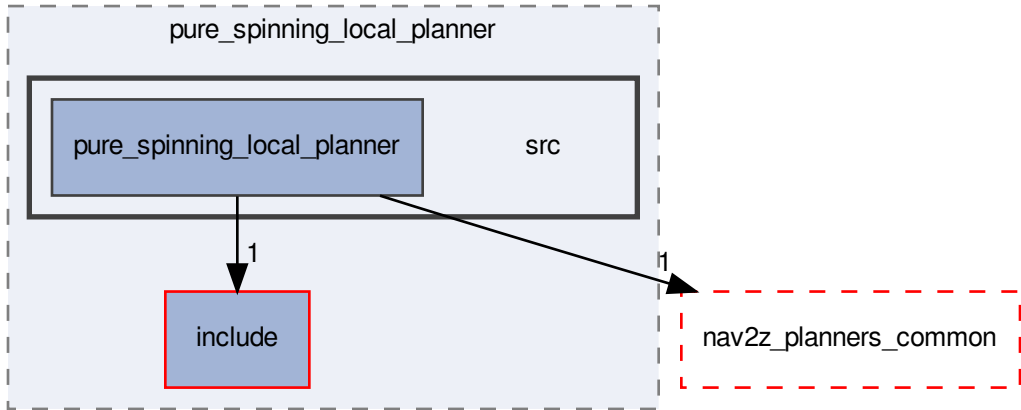 pure_spinning_local_planner
pure_spinning_local_planner
src
1
1
include
nav2z_planners_common